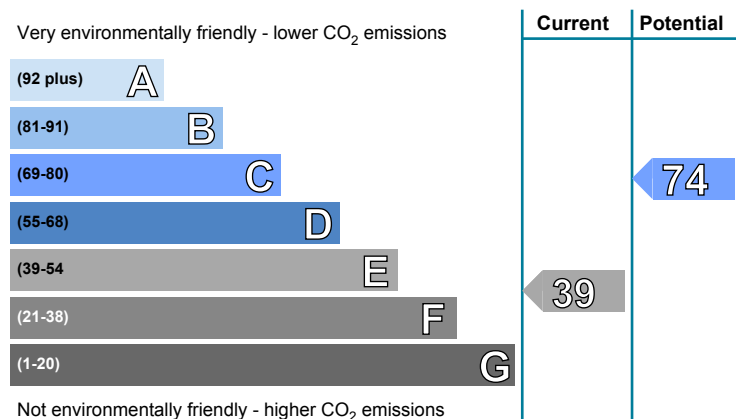 Very environmentally friendly - lower CO₂ emissions
Current
Potential
(92 plus) A
(81-91) B
(69-80) C
74
(55-68) D
(39-54 E
39
(21-38) F
(1-20) G
Not environmentally friendly - higher CO₂ emissions